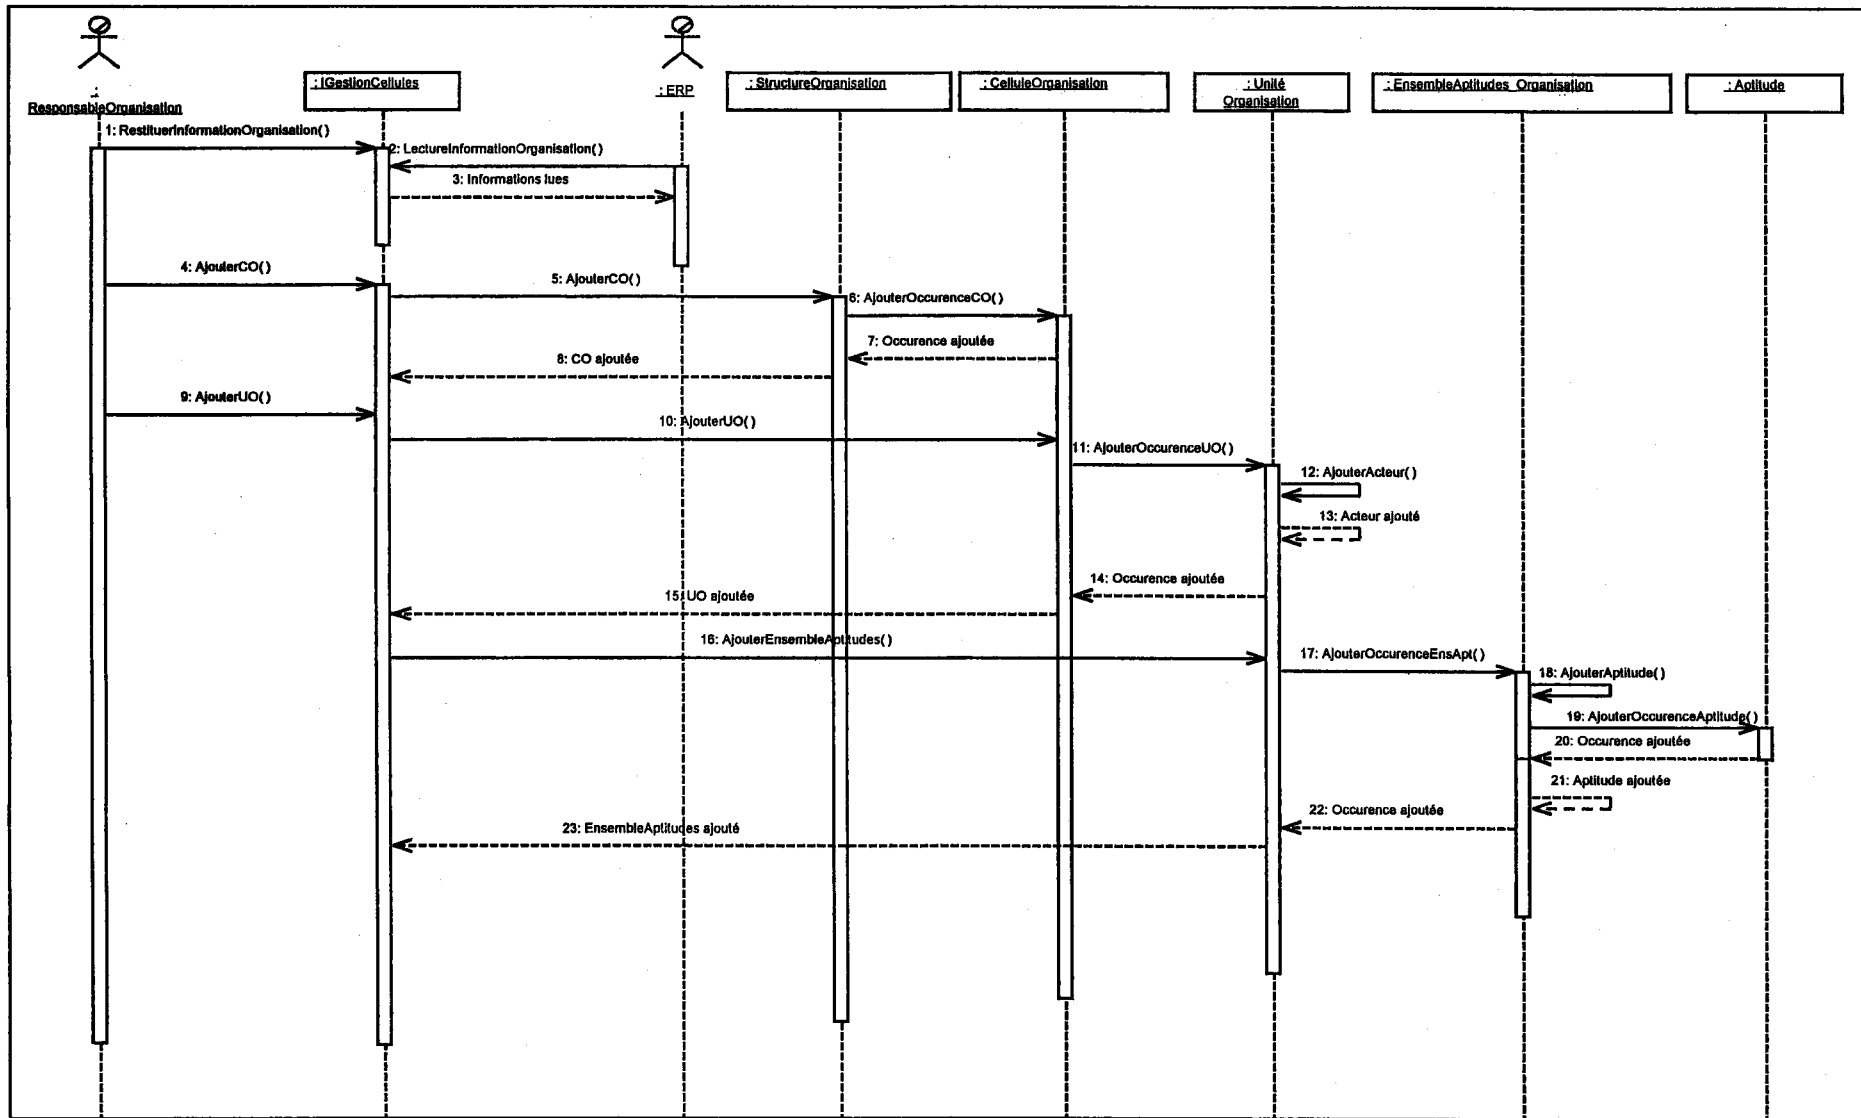 : IGestionCellules
: ERP
: StructureOrganisation
: CelluleOrganisation
: Unité
Organisation
: EnsembleAptitudes_Organisation
: Aptitude
:
ResponsableOrganisation
1: RestituerInformationOrganisation( )
2: LectureInformationOrganisation( )
3: Informations lues
4: AjouterCO( )
5: AjouterCO( )
6: AjouterOccurenceCO( )
7: Occurence ajoutée
8: CO ajoutée
9: AjouterUO( )
10: AjouterUO( )
11: AjouterOccurenceUO( )
12: AjouterActeur( )
13: Acteur ajouté
14: Occurence ajoutée
15: UO ajoutée
16: AjouterEnsembleAptitudes( )
17: AjouterOccurenceEnsApt( )
18: AjouterAptitude( )
19: AjouterOccurenceAptitude( )
20: Occurence ajoutée
21: Aptitude ajoutée
22: Occurence ajoutée
23: EnsembleAptitudes ajouté